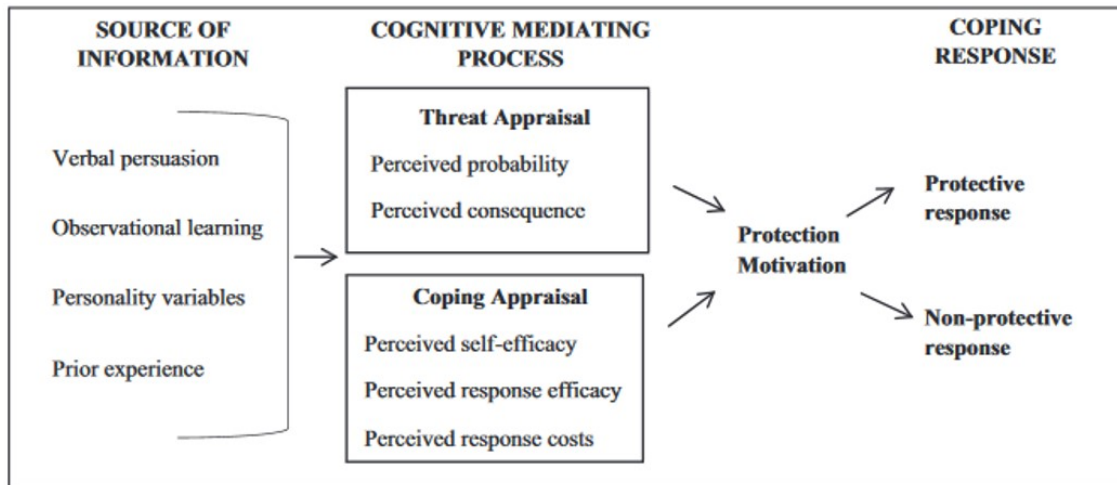 SOURCE OF
INFORMATION
Verbal persuasion
Observational learning
Personality variables
Prior experience
COGNITIVE MEDIATING
PROCESS
Threat Appraisal
Perceived probability
Perceived consequence
Coping Appraisal
Perceived self-efficacy
Perceived response efficacy
Perceived response costs
Protection
Motivation
COPING
RESPONSE
Protective
response
Non-protective
response